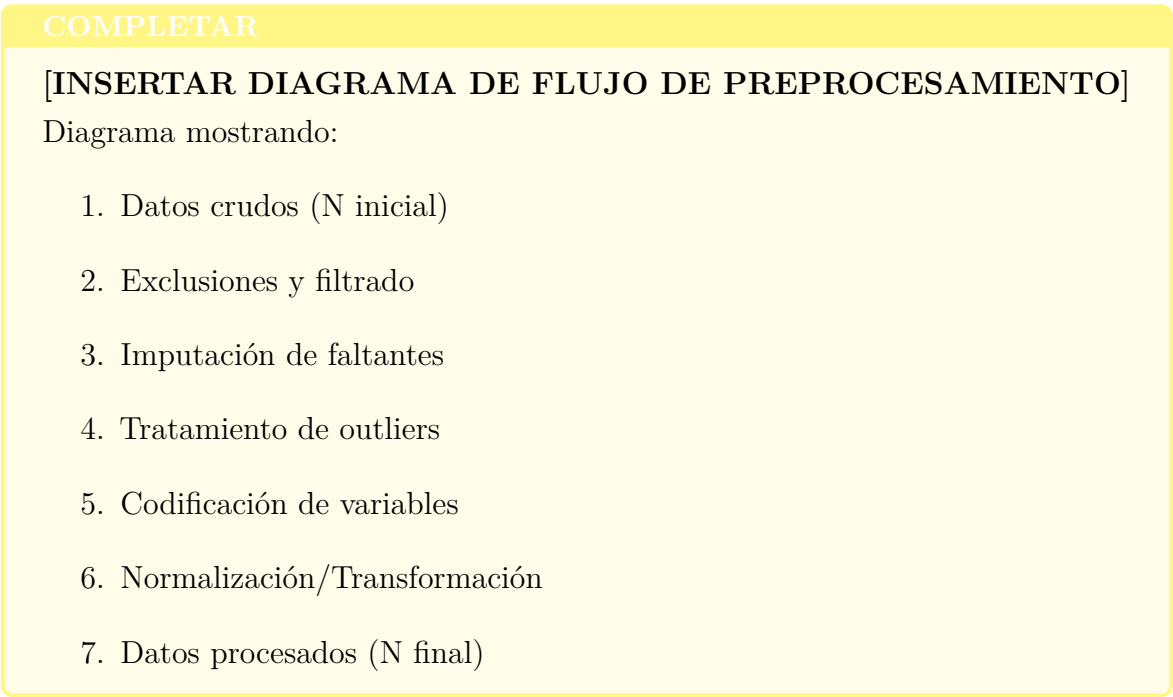 COMPLETAR
[INSERTAR DIAGRAMA DE FLUJO DE PREPROCESAMIENTO]
Diagrama mostrando:
1. Datos crudos (N inicial)
2. Exclusiones y filtrado
3. Imputación de faltantes
4. Tratamiento de outliers
5. Codificación de variables
6. Normalización/Transformación
7. Datos procesados (N final)